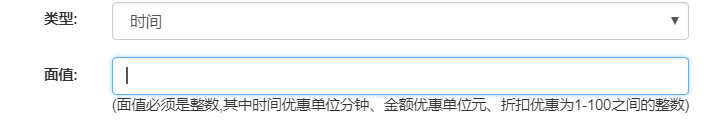 类型: 时间
面值:
(面值必须是整数,其中时间优惠单位分钟、金额优惠单位元、折扣优惠为1-100之间的整数)